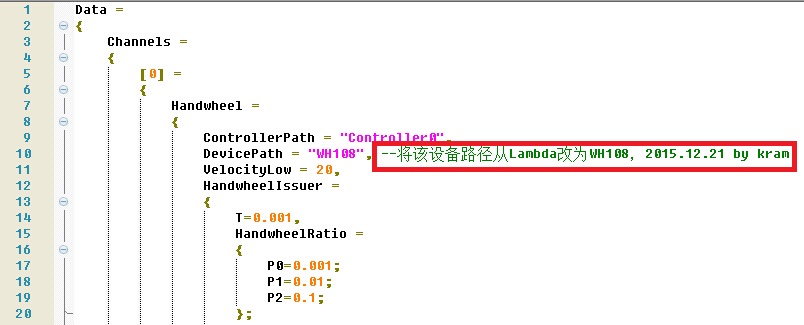 1 Data =
2 {
3 Channels =
4 {
5 [0] =
6 {
7 Handwheel =
8 {
9 ControllerPath = "Controller0",
10 DevicePath = "WH108", --将该设备路径从Lambda改为WH108, 2015.12.21 by kram
11 VelocityLow = 20,
12 HandwheelIssuer =
13 {
14 T=0.001,
15 HandwheelRatio =
16 {
17 P0=0.001;
18 P1=0.01;
19 P2=0.1;
20 };